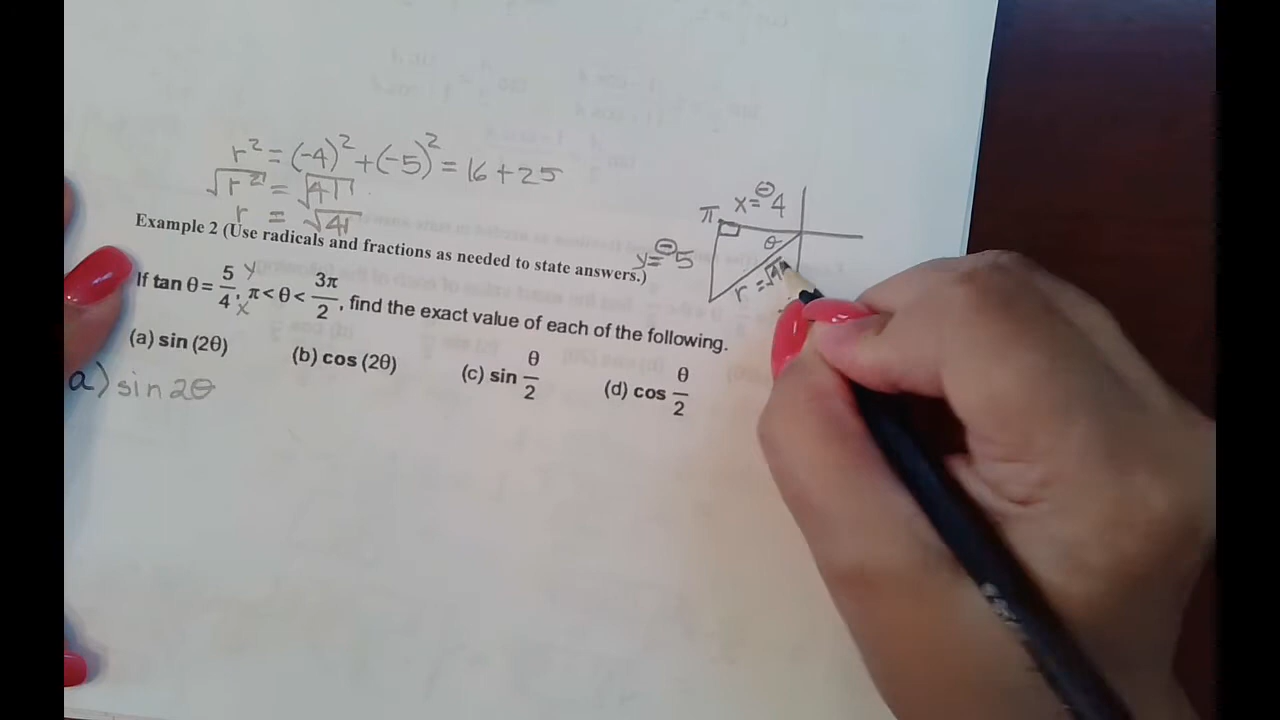 r² = (-4)² + (-5)² = 16 + 25
√r² = √41
r = √41
π x = ⊖4
y = ⊖5
θ
r = √41
Example 2 (Use radicals and fractions as needed to state answers.)
If tan θ = 5/4, π < θ < 3π/2, find the exact value of each of the following.
y
x
(a) sin (2θ) (b) cos (2θ) (c) sin θ/2 (d) cos θ/2
a) sin 2θ